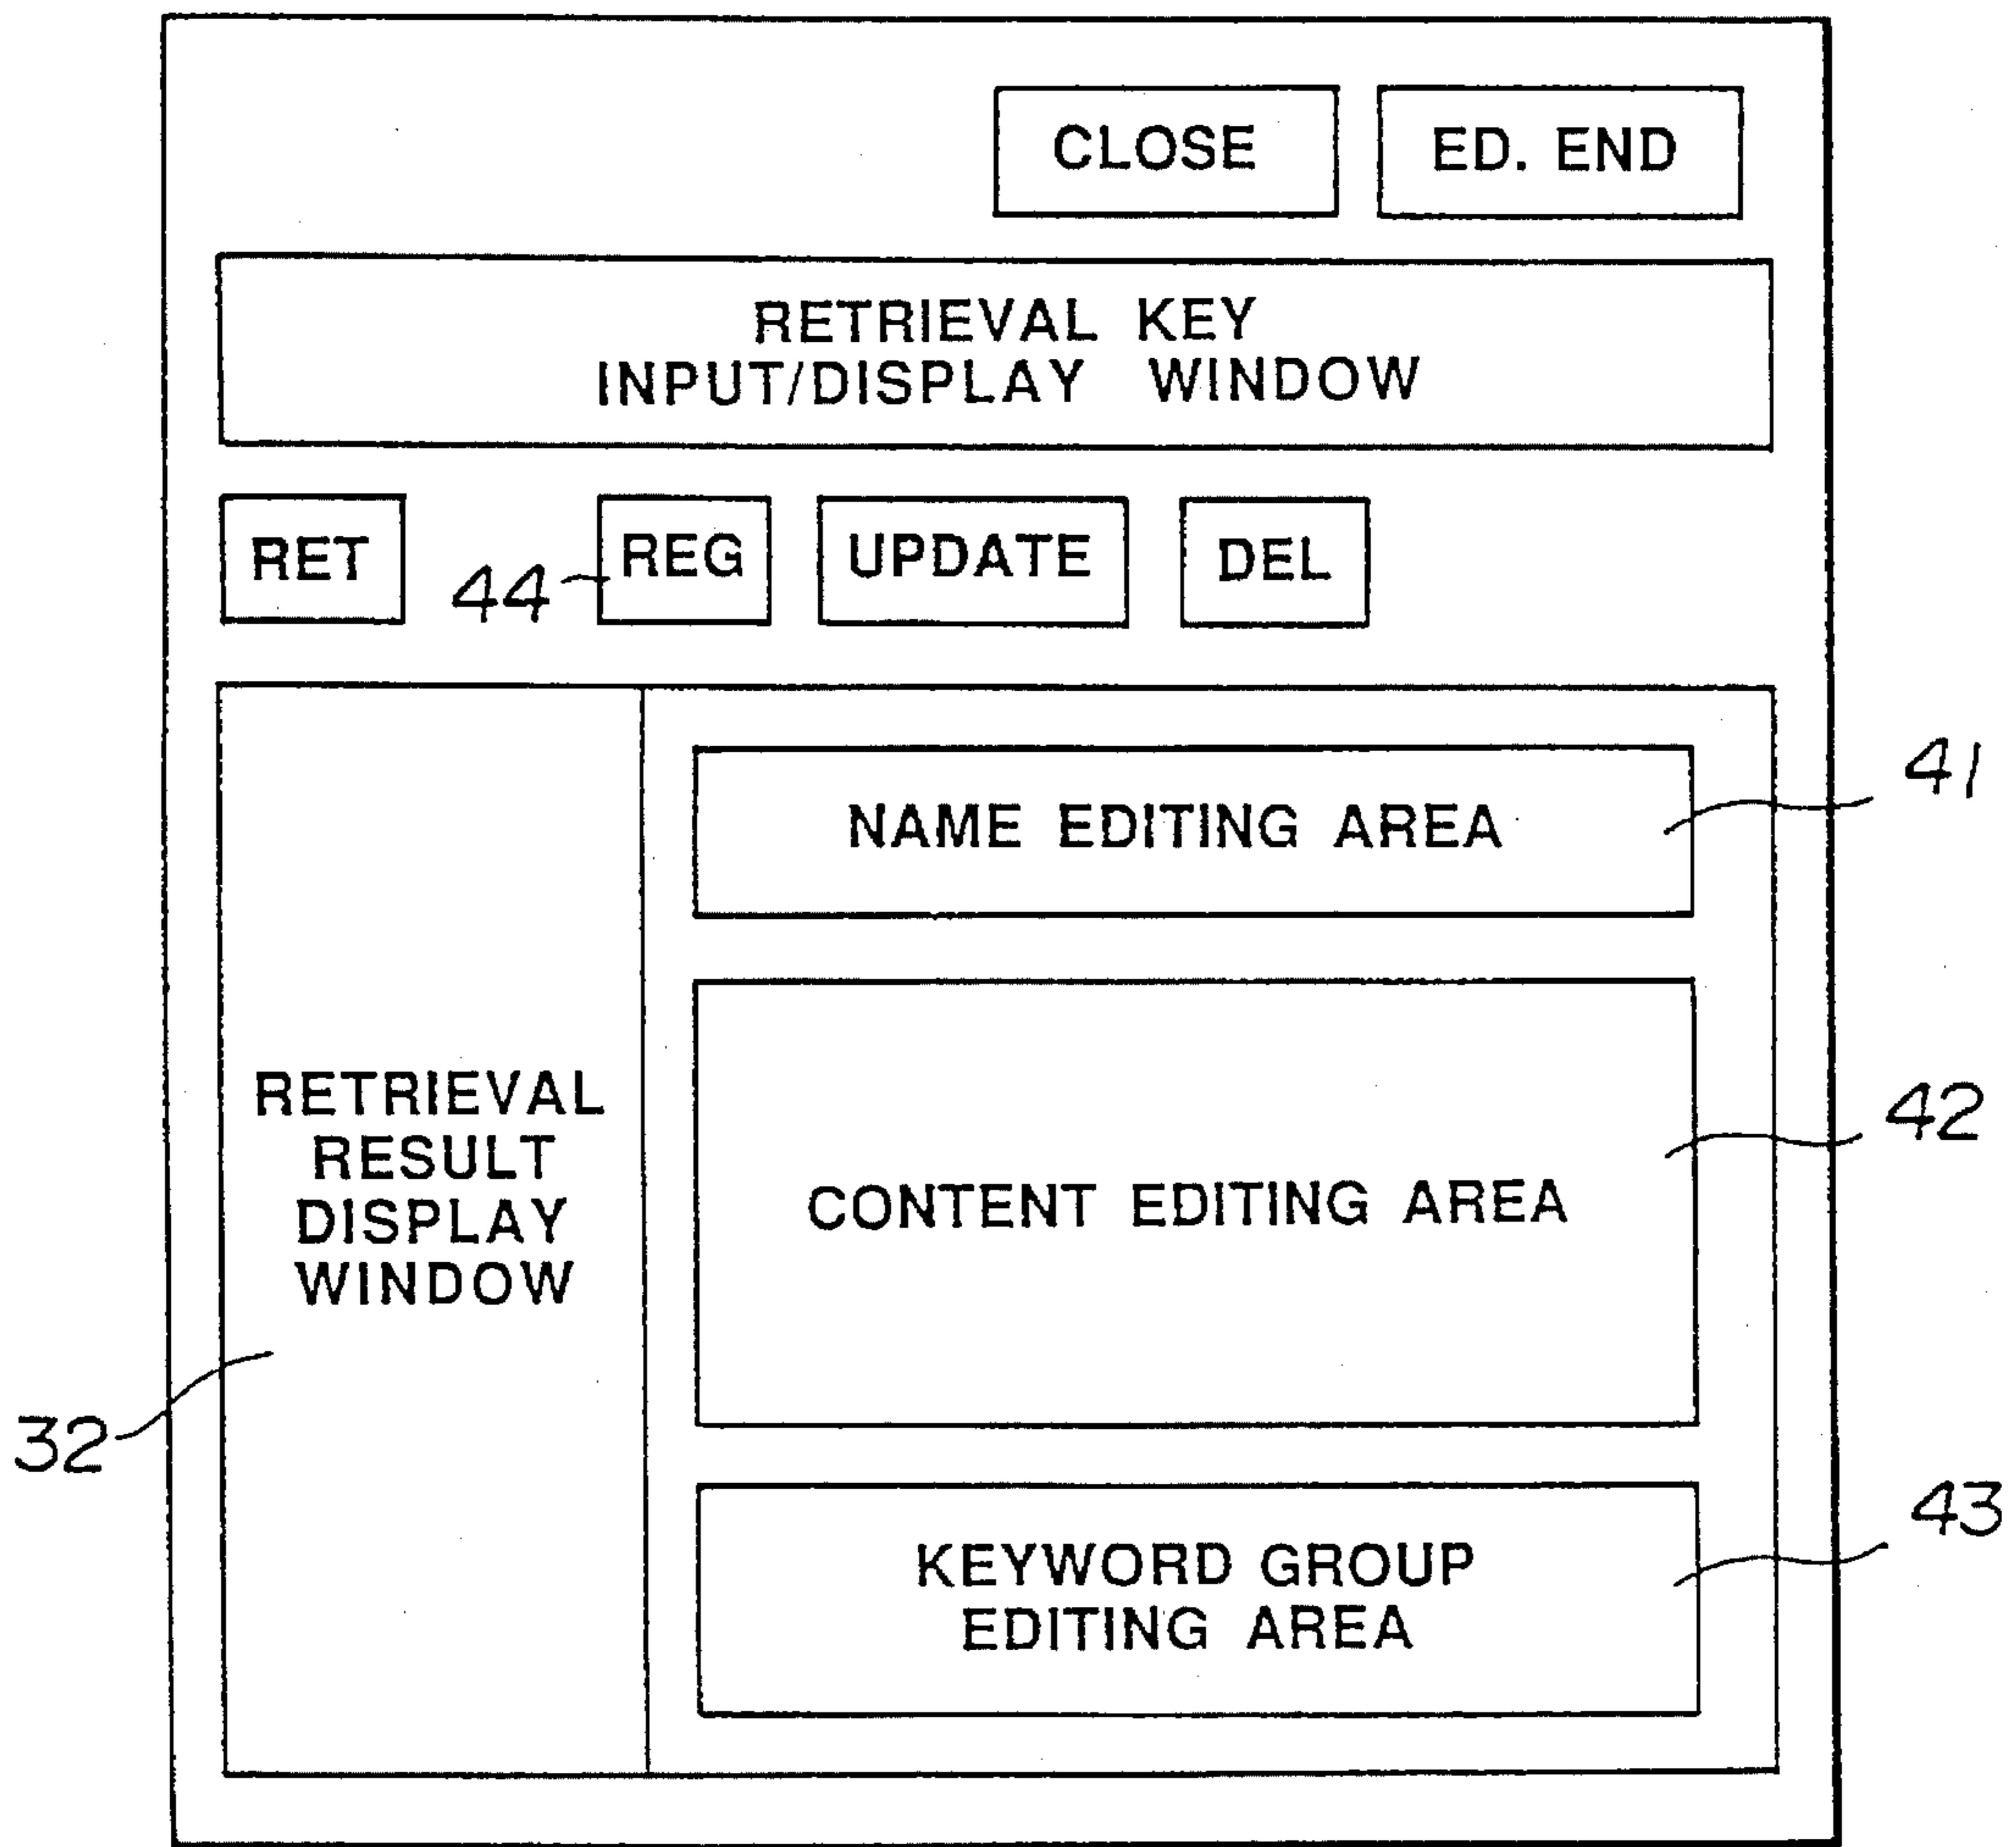 CLOSE
ED. END
RETRIEVAL KEY
INPUT/DISPLAY WINDOW
RET
44
REG
UPDATE
DEL
41
NAME EDITING AREA
42
CONTENT EDITING AREA
RETRIEVAL
RESULT
DISPLAY
WINDOW
32
43
KEYWORD GROUP
EDITING AREA